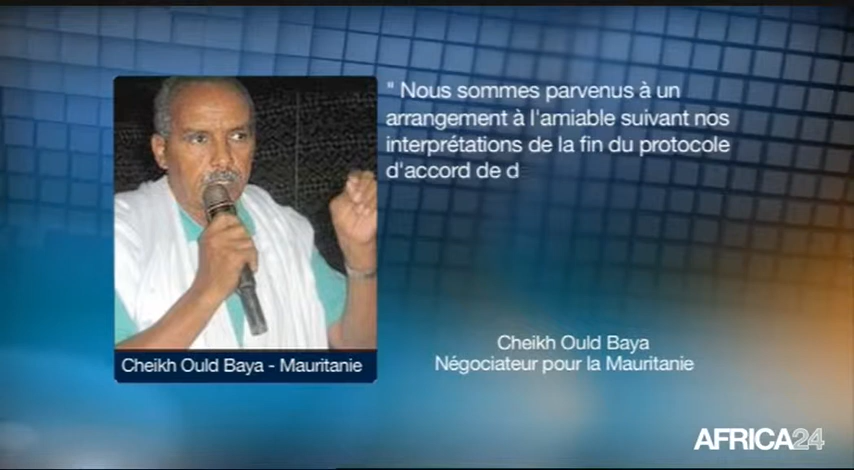 " Nous sommes parvenus à un
arrangement à l'amiable suivant nos
interprétations de la fin du protocole
d'accord de d
Cheikh Ould Baya - Mauritanie
Cheikh Ould Baya
Négociateur pour la Mauritanie
AFRICA24